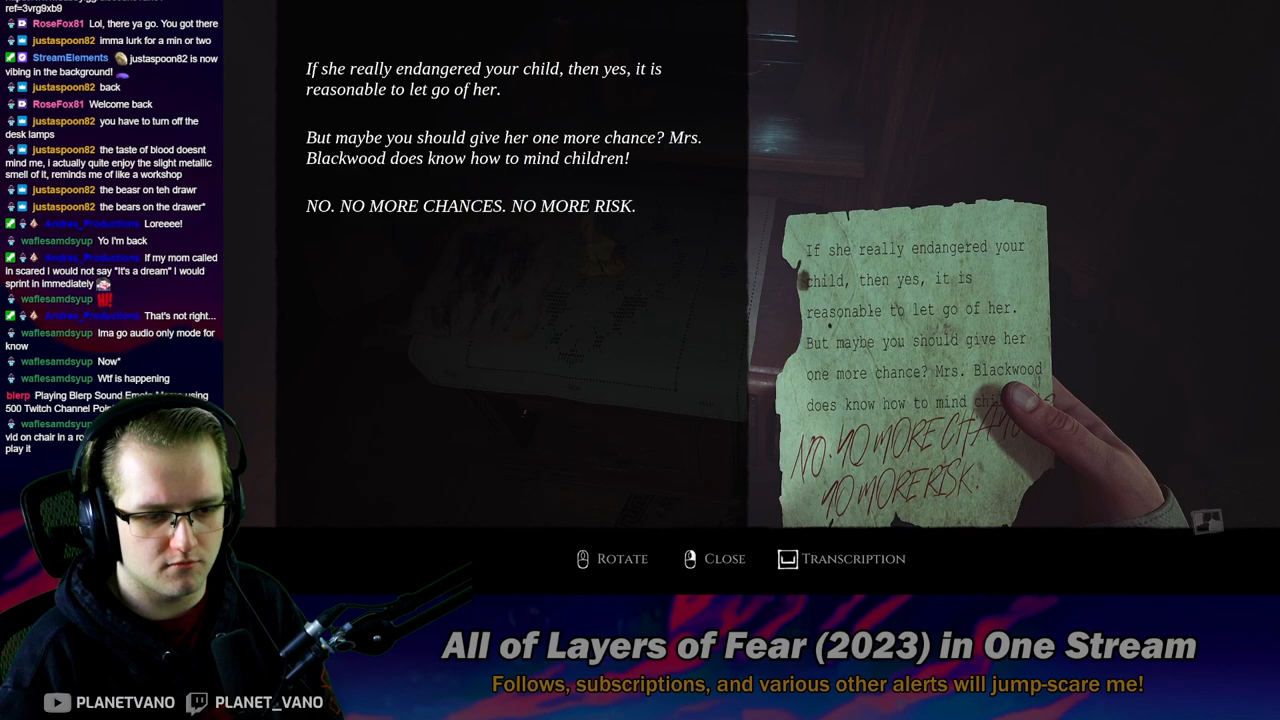 ref=3vrg9xb9
RoseFox81 Lol, there ya go. You got there
justaspoon82 imma lurk for a min or two
StreamElements justaspoon82 is now
vibing in the background!
justaspoon82 back
RoseFox81 Welcome back
justaspoon82 you have to turn off the
desk lamps
justaspoon82 the taste of blood doesnt
mind me, i actually quite enjoy the slight metallic
smell of it, reminds me of like a workshop
justaspoon82 the beasr on teh drawr
justaspoon82 the bears on the drawer*
Andrea_Productions Loreeee!
waflesamdsyup Yo I'm back
Andrea_Productions If my mom called
in scared I would not say "It's a dream" I would
sprint in immediately
waflesamdsyup HI!
Andrea_Productions That's not right...
waflesamdsyup Ima go audio only mode for
know
waflesamdsyup Now*
waflesamdsyup Wtf is happening
blerp Playing Blerp Sound using
500 Twitch Channel
waflesamdsyup
vid on chair in a
play it
If she really endangered your child, then yes, it is
reasonable to let go of her.
But maybe you should give her one more chance? Mrs.
Blackwood does know how to mind children!
NO. NO MORE CHANCES. NO MORE RISK.
If she really endangered your
child, then yes, it is
reasonable to let go of her.
But maybe you should give her
one more chance? Mrs. Blackwood
does know how to mind
NO. NO MORE
NO MORE RISK.
ROTATE CLOSE TRANSCRIPTION
All of Layers of Fear (2023) in One Stream
Follows, subscriptions, and various other alerts will jump-scare me!
PLANETVANO PLANET_VANO